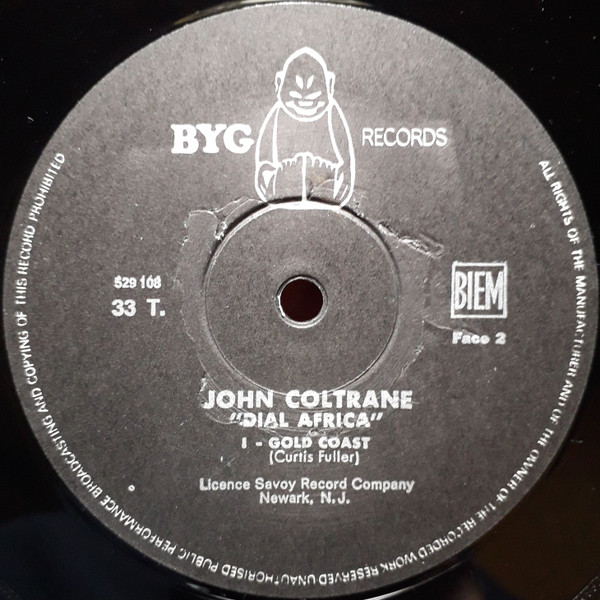 BYG RECORDS
529 108
33 T.
BIEM
Face 2
JOHN COLTRANE
"DIAL AFRICA"
1 - GOLD COAST
(Curtis Fuller)
Licence Savoy Record Company
Newark, N.J.
ALL RIGHTS OF THE MANUFACTURER AND OF THE OWNER OF THE RECORDED WORK RESERVED UNAUTHORISED PUBLIC PERFORMANCE BROADCASTING AND COPYING OF THIS RECORD PROHIBITED